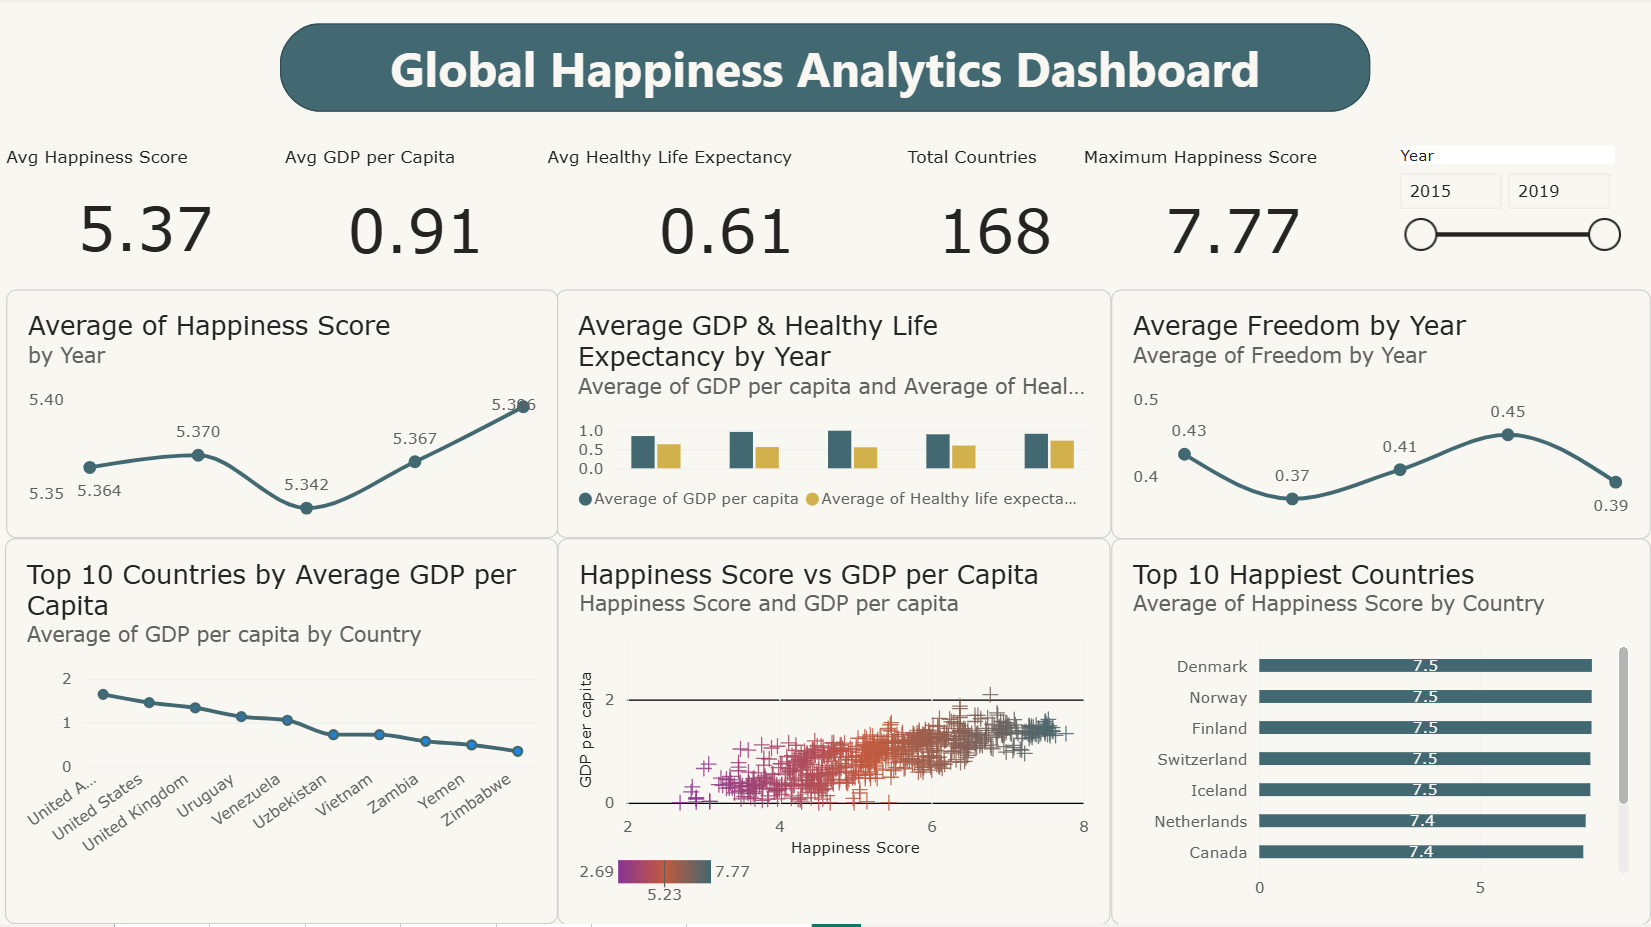 Global Happiness Analytics Dashboard
Avg Happiness Score
5.37
Avg GDP per Capita
0.91
Avg Healthy Life Expectancy
0.61
Total Countries
168
Maximum Happiness Score
7.77
Year
2015 2019
Average of Happiness Score
by Year
5.40
5.35
5.364
5.370
5.342
5.367
5.396
Average GDP & Healthy Life
Expectancy by Year
Average of GDP per capita and Average of Heal...
1.0
0.5
0.0
Average of GDP per capita Average of Healthy life expecta...
Average Freedom by Year
Average of Freedom by Year
0.5
0.4
0.43
0.37
0.41
0.45
0.39
Top 10 Countries by Average GDP per
Capita
Average of GDP per capita by Country
2
1
0
United A...
United States
United Kingdom
Uruguay
Venezuela
Uzbekistan
Vietnam
Zambia
Yemen
Zimbabwe
Happiness Score vs GDP per Capita
Happiness Score and GDP per capita
GDP per capita
2
0
2 4 6 8
Happiness Score
2.69 7.77
5.23
Top 10 Happiest Countries
Average of Happiness Score by Country
Denmark 7.5
Norway 7.5
Finland 7.5
Switzerland 7.5
Iceland 7.5
Netherlands 7.4
Canada 7.4
0 5